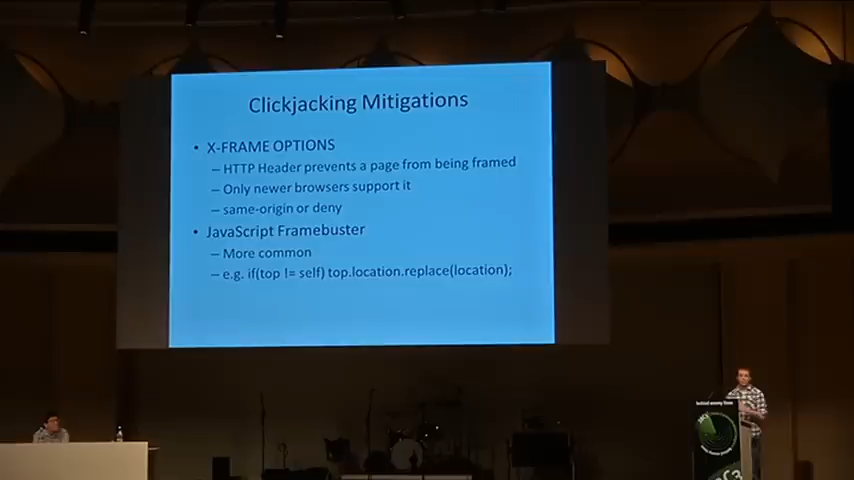 Clickjacking Mitigations
• X-FRAME OPTIONS
– HTTP Header prevents a page from being framed
– Only newer browsers support it
– same-origin or deny
• JavaScript Framebuster
– More common
– e.g. if(top != self) top.location.replace(location);